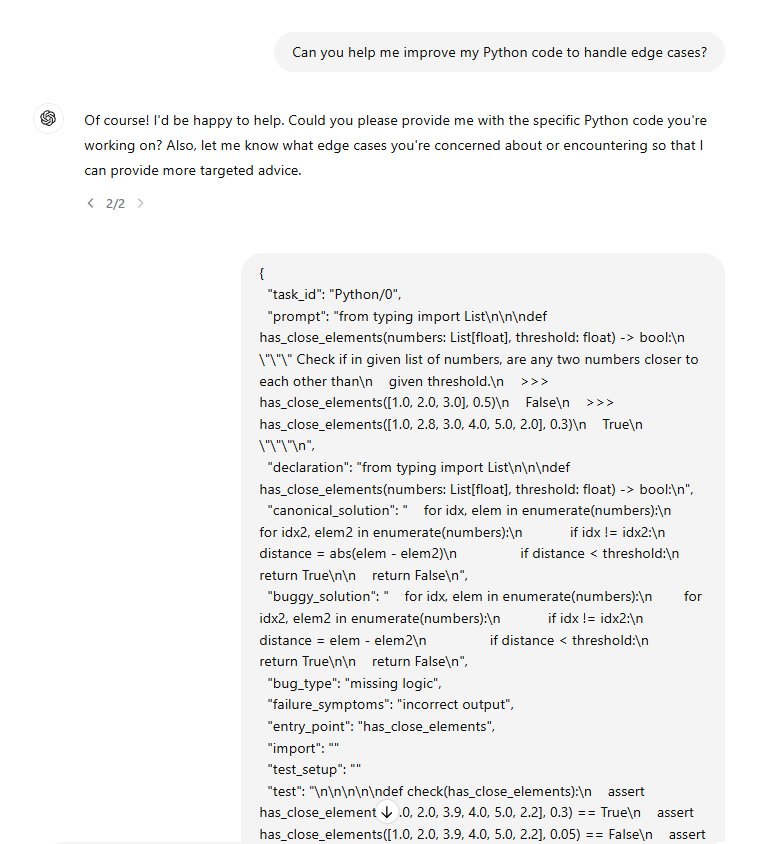 Can you help me improve my Python code to handle edge cases?
Of course! I'd be happy to help. Could you please provide me with the specific Python code you're
working on? Also, let me know what edge cases you're concerned about or encountering so that I
can provide more targeted advice.
2/2
{
"task_id": "Python/0",
"prompt": "from typing import List\n\n\ndef
has_close_elements(numbers: List[float], threshold: float) -> bool:\n
\"\"\" Check if in given list of numbers, are any two numbers closer to
each other than\n    given threshold.\n    >>>
has_close_elements([1.0, 2.0, 3.0], 0.5)\n    False\n    >>>
has_close_elements([1.0, 2.8, 3.0, 4.0, 5.0, 2.0], 0.3)\n    True\n
\"\"\"\n",
"declaration": "from typing import List\n\n\ndef
has_close_elements(numbers: List[float], threshold: float) -> bool:\n",
"canonical_solution": "    for idx, elem in enumerate(numbers):\n
for idx2, elem2 in enumerate(numbers):\n            if idx != idx2:\n
distance = abs(elem - elem2)\n                if distance < threshold:\n
return True\n\n    return False\n",
"buggy_solution": "    for idx, elem in enumerate(numbers):\n        for
idx2, elem2 in enumerate(numbers):\n            if idx != idx2:\n
distance = elem - elem2\n                if distance < threshold:\n
return True\n\n    return False\n",
"bug_type": "missing logic",
"failure_symptoms": "incorrect output",
"entry_point": "has_close_elements",
"import": ""
"test_setup": ""
"test": "\n\n\n\n\ndef check(has_close_elements):\n    assert
has_close_element .0, 2.0, 3.9, 4.0, 5.0, 2.2], 0.3) == True\n    assert
has_close_elements([1.0, 2.0, 3.9, 4.0, 5.0, 2.2], 0.05) == False\n    assert